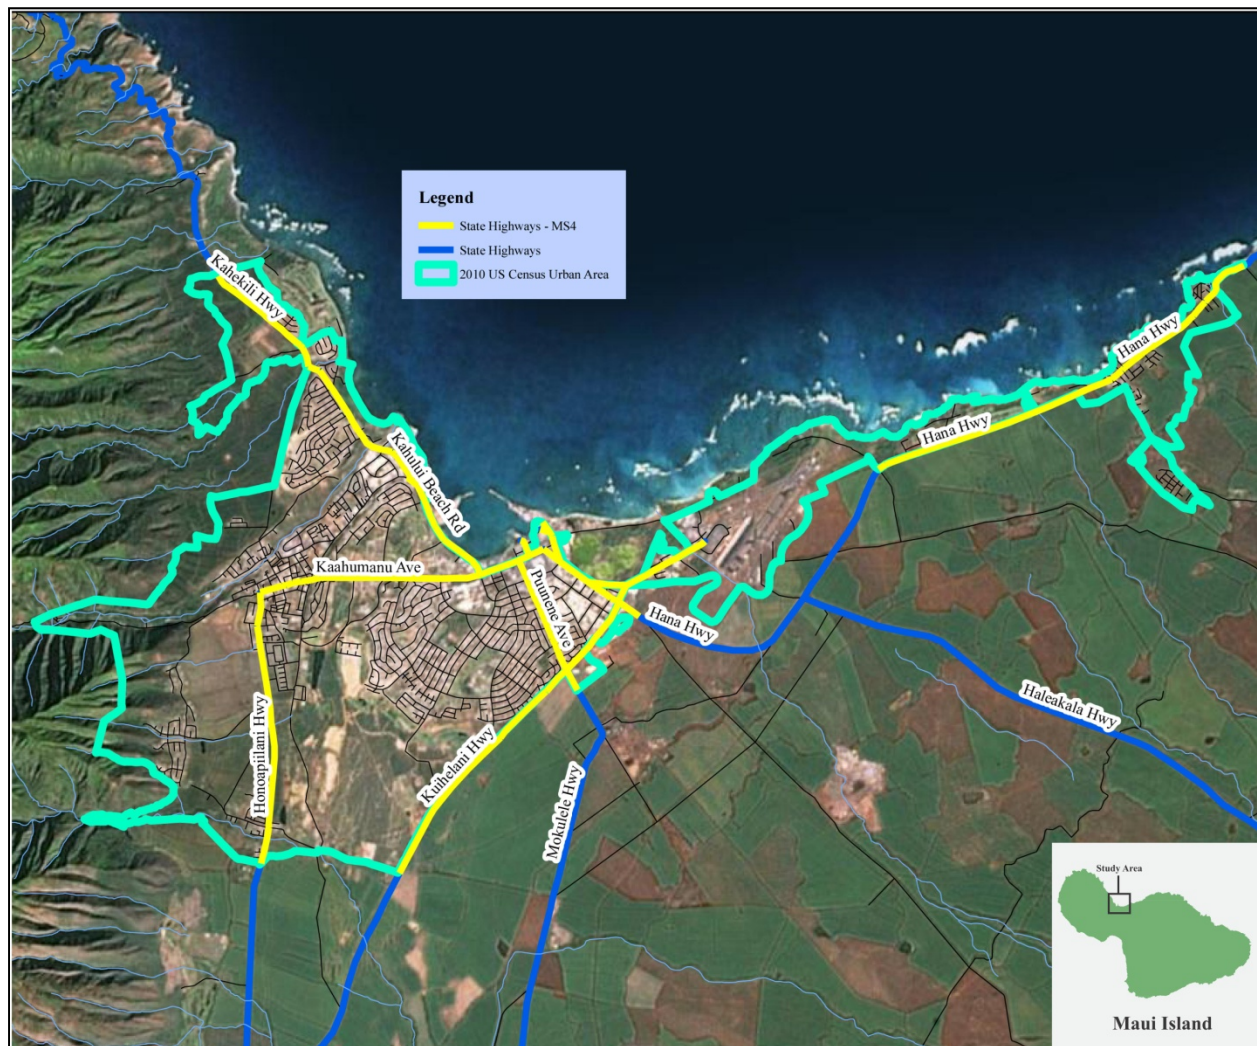 Legend
State Highways - MS4
State Highways
2010 US Census Urban Area
Kahekili Hwy
Hana Hwy
Hana Hwy
Kahului Beach Rd
Kaahumanu Ave
Puunene Ave
Hana Hwy
Honoapiilani Hwy
Kuihelani Hwy
Mokulele Hwy
Haleakala Hwy
Study Area
Maui Island